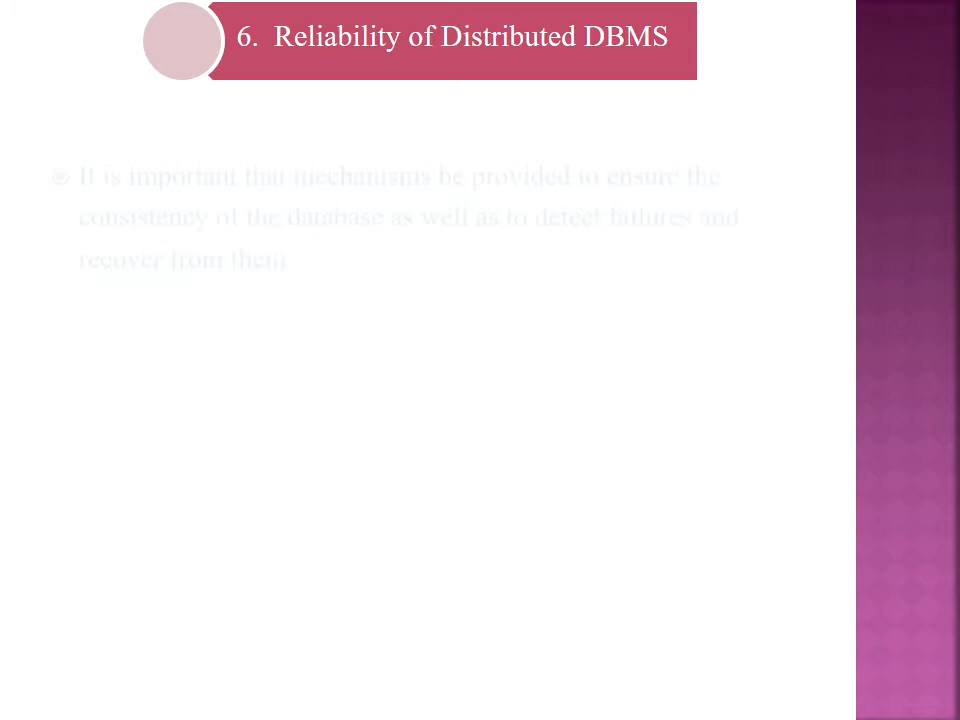 6. Reliability of Distributed DBMS
It is important that mechanisms be provided to ensure the
consistency of the database as well as to detect failures and
recover from them